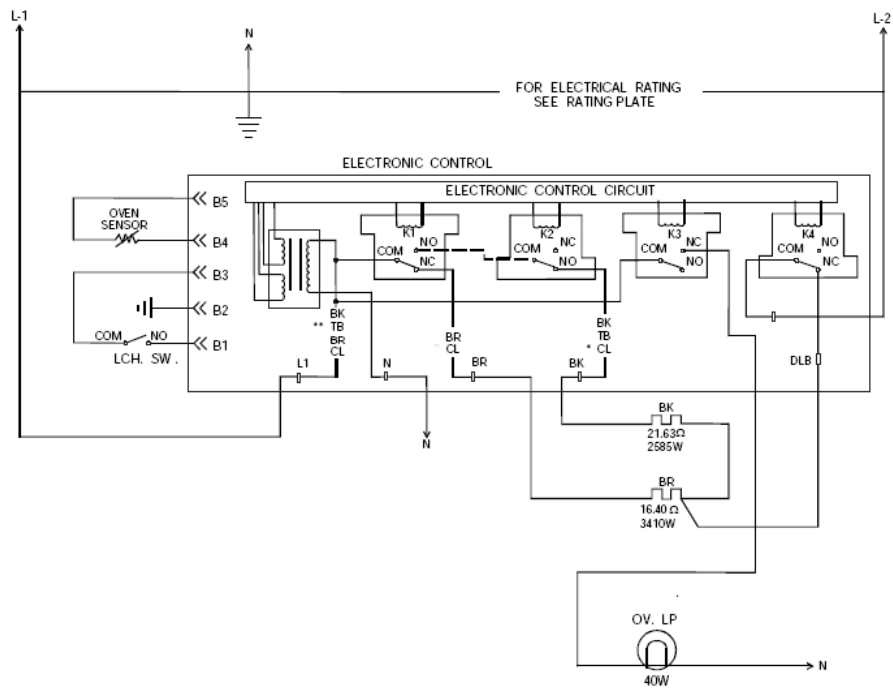 L-1
L-2
N
FOR ELECTRICAL RATING
SEE RATING PLATE
ELECTRONIC CONTROL
ELECTRONIC CONTROL CIRCUIT
B5
OVEN
SENSOR
B4
B3
B2
B1
COM
NO
LCH. SW.
K1
COM
NO
NC
K2
COM
NC
NO
K3
COM
NC
NO
K4
COM
NO
NC
BK
** TB
BR
CL
BR
CL
BK
TB
* CL
L1
N
BR
BK
DLB
N
BK
21.63Ω
2585W
BR
16.40Ω
3410W
OV. LP
40W
N